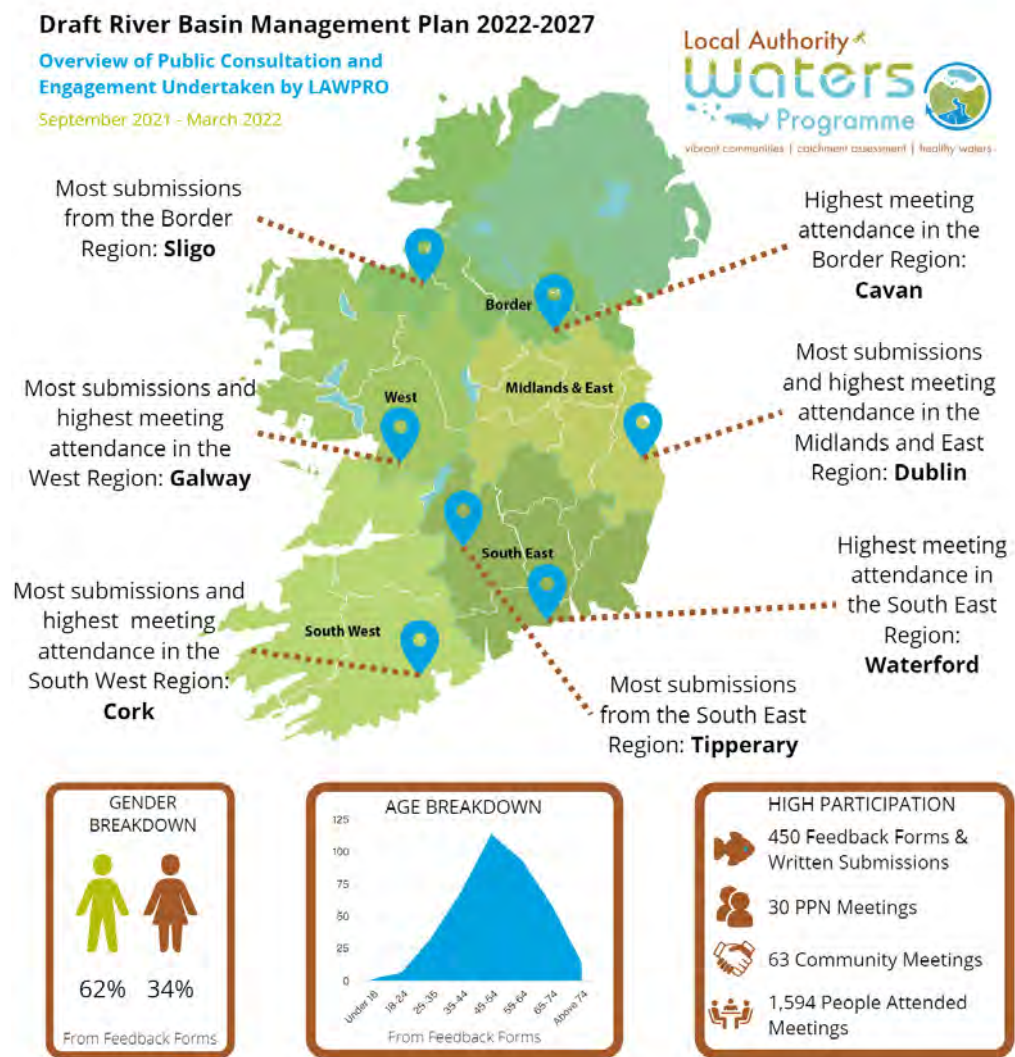 Draft River Basin Management Plan 2022-2027
Overview of Public Consultation and
Engagement Undertaken by LAWPRO
September 2021 - March 2022
Local Authority
Waters
Programme
vibrant communities | catchment assessment | healthy waters
Most submissions
from the Border
Region: Sligo
Highest meeting
attendance in the
Border Region:
Cavan
Border
Most submissions
and highest meeting
attendance in the
Midlands and East
Region: Dublin
Midlands & East
Most submissions and
highest meeting
attendance in the
West Region: Galway
West
South East
Highest meeting
attendance in
the South East
Region:
Waterford
Most submissions and
highest meeting
attendance in the
South West Region:
Cork
South West
Most submissions
from the South East
Region: Tipperary
GENDER
BREAKDOWN
62% 34%
From Feedback Forms
AGE BREAKDOWN
125
100
75
50
25
0
Under 18
18-24
25-35
35-44
45-54
55-64
65-74
Above 74
From Feedback Forms
HIGH PARTICIPATION
450 Feedback Forms &
Written Submissions
30 PPN Meetings
63 Community Meetings
1,594 People Attended
Meetings